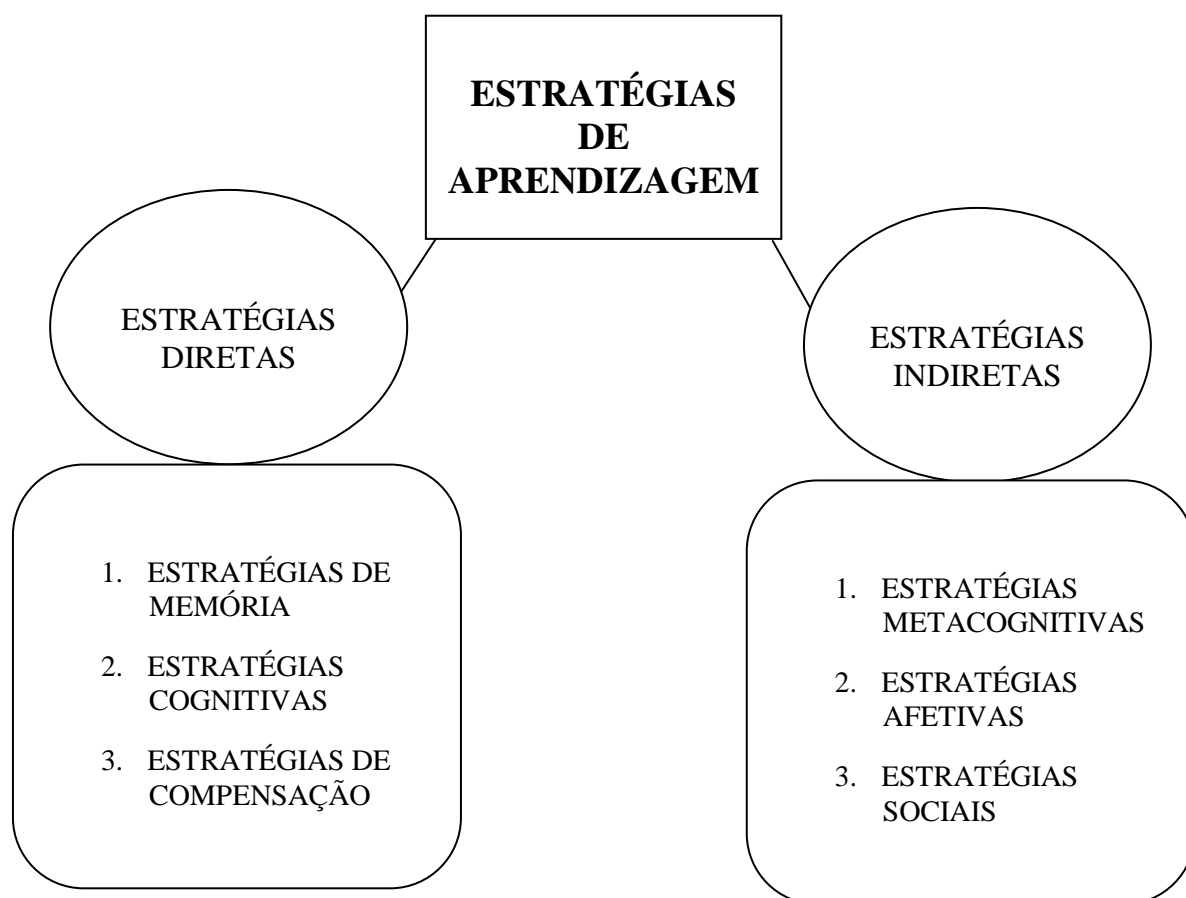 ESTRATÉGIAS
DE
APRENDIZAGEM
ESTRATÉGIAS
DIRETAS
ESTRATÉGIAS
INDIRETAS
1. ESTRATÉGIAS DE
MEMÓRIA
2. ESTRATÉGIAS
COGNITIVAS
3. ESTRATÉGIAS DE
COMPENSAÇÃO
1. ESTRATÉGIAS
METACOGNITIVAS
2. ESTRATÉGIAS
AFETIVAS
3. ESTRATÉGIAS
SOCIAIS